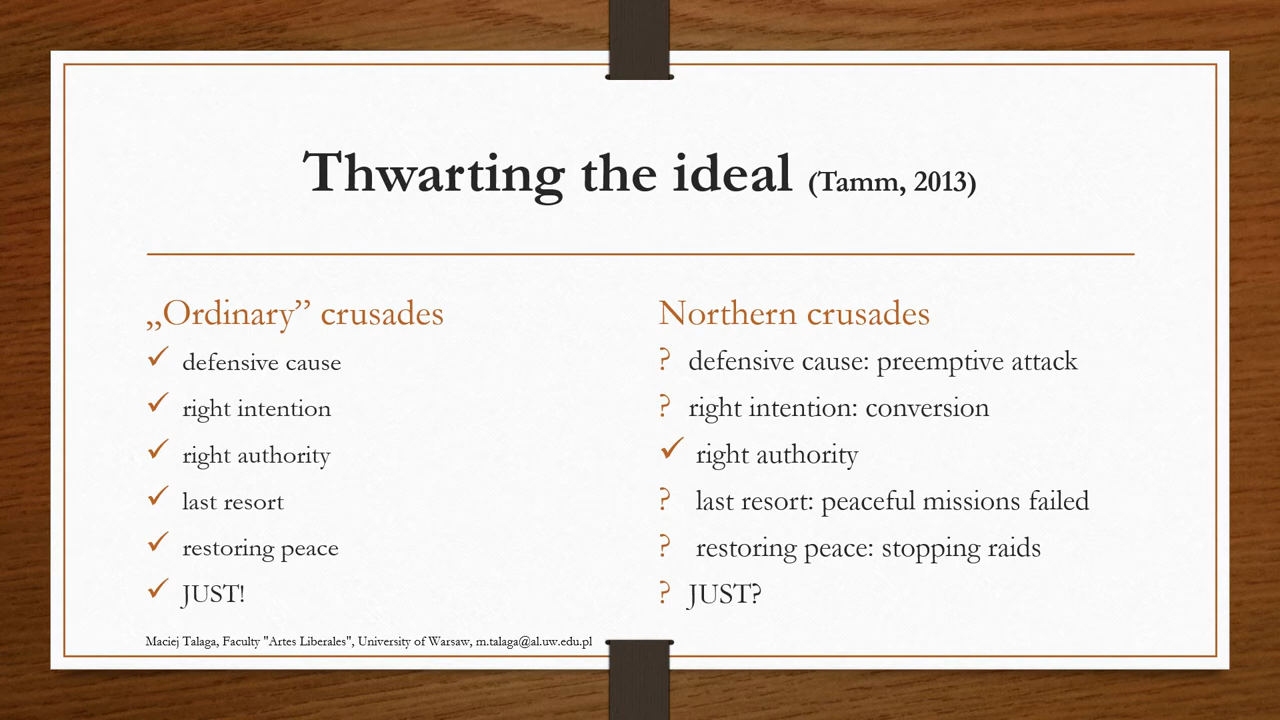 Thwarting the ideal (Tamm, 2013)
„Ordinary” crusades
✓ defensive cause
✓ right intention
✓ right authority
✓ last resort
✓ restoring peace
✓ JUST!
Northern crusades
? defensive cause: preemptive attack
? right intention: conversion
✓ right authority
? last resort: peaceful missions failed
? restoring peace: stopping raids
? JUST?
Maciej Talaga, Faculty "Artes Liberales", University of Warsaw, m.talaga@al.uw.edu.pl